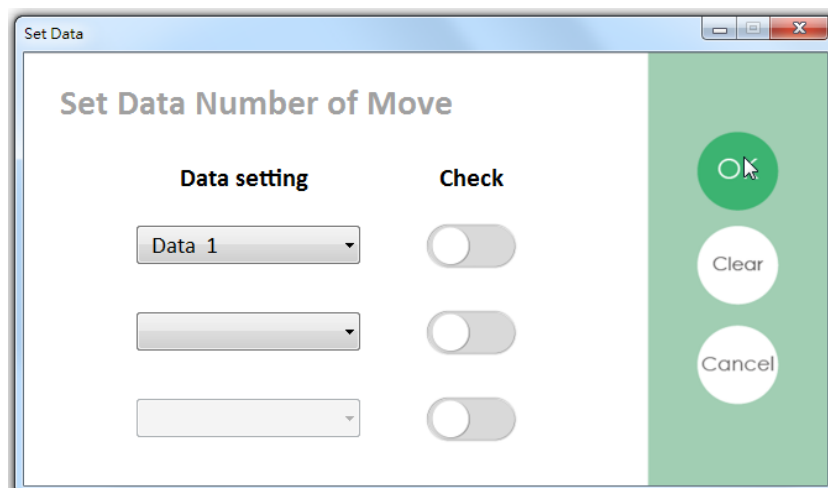 Set Data
Set Data Number of Move
Data setting Check
Data 1
OK
Clear
Cancel